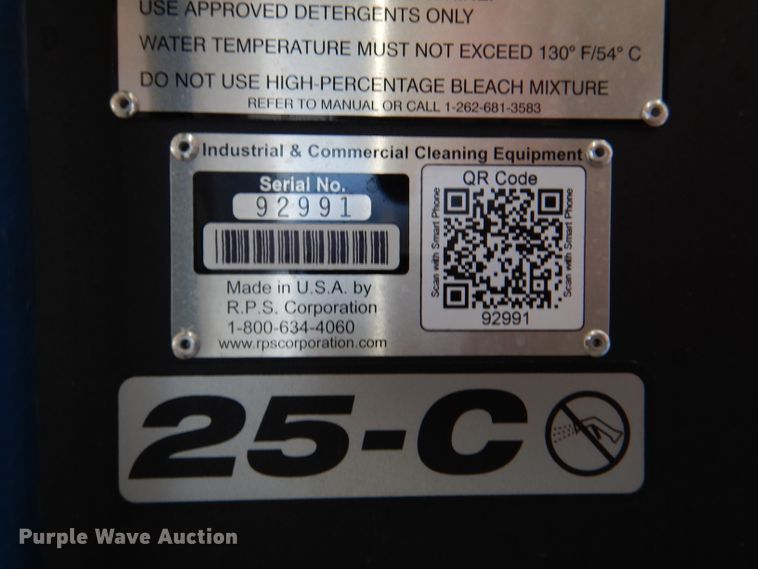 USE APPROVED DETERGENTS ONLY
WATER TEMPERATURE MUST NOT EXCEED 130° F/54° C
DO NOT USE HIGH-PERCENTAGE BLEACH MIXTURE
REFER TO MANUAL OR CALL 1-262-681-3583
Industrial & Commercial Cleaning Equipment
Serial No.
92991
Made in U.S.A. by
R.P.S. Corporation
1-800-634-4060
www.rpscorporation.com
QR Code
Scan with Smart Phone
Scan with Smart Phone
92991
25-C
Purple Wave Auction